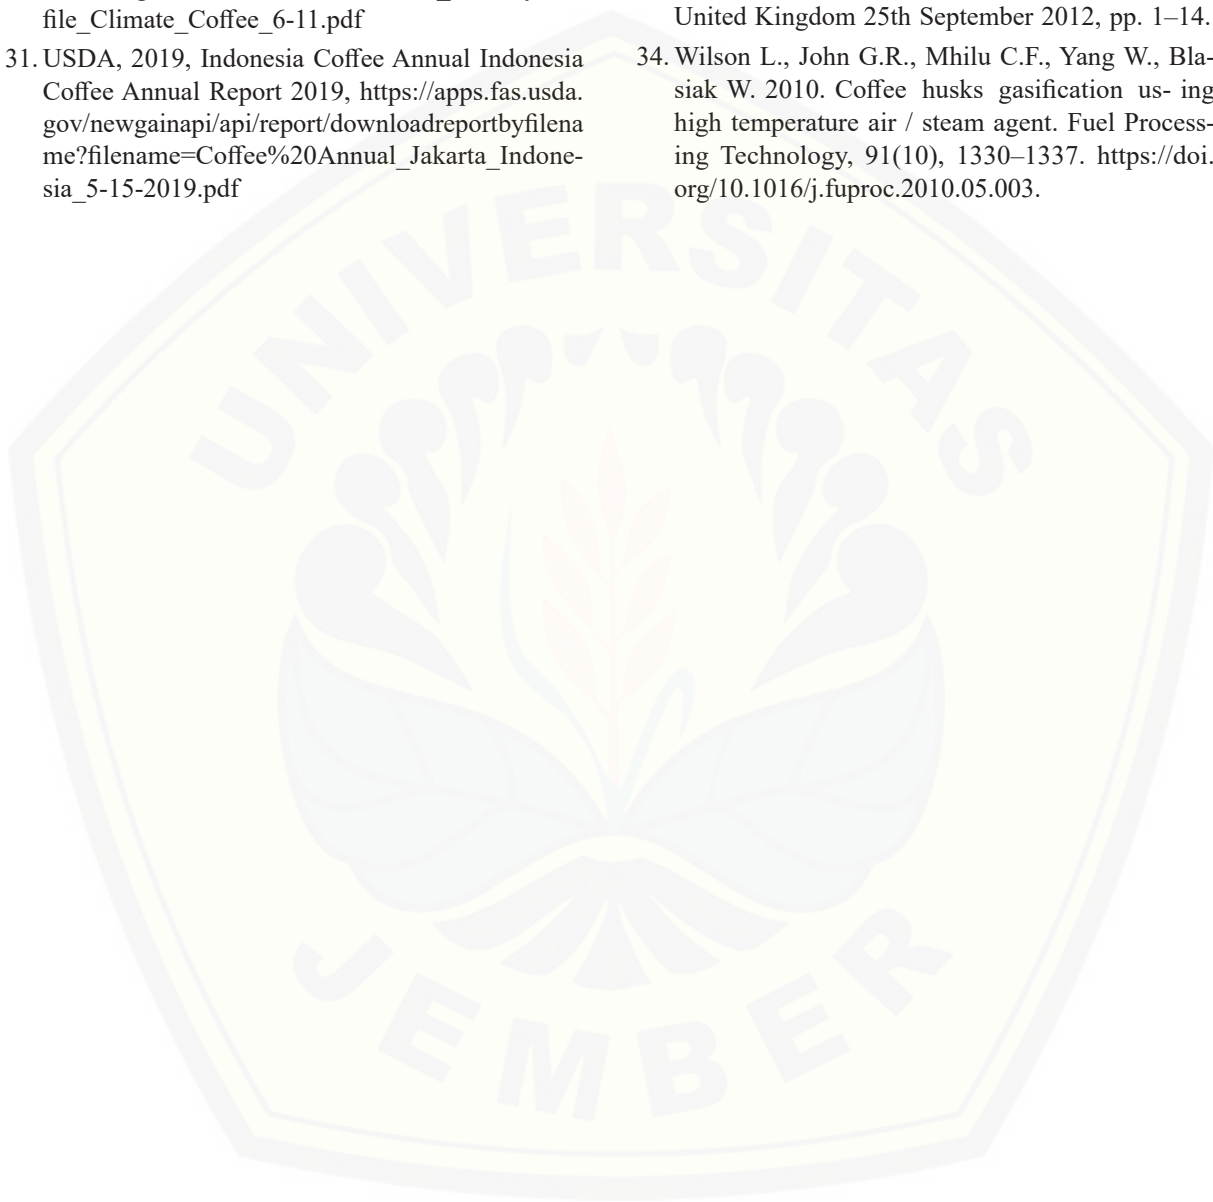 file_Climate_Coffee_6-11.pdf
31. USDA, 2019, Indonesia Coffee Annual Indonesia
Coffee Annual Report 2019, https://apps.fas.usda.
gov/newgainapi/api/report/downloadreportbyfilena
me?filename=Coffee%20Annual_Jakarta_Indone-
sia_5-15-2019.pdf
United Kingdom 25th September 2012, pp. 1–14.
34. Wilson L., John G.R., Mhilu C.F., Yang W., Bla-
siak W. 2010. Coffee husks gasification us- ing
high temperature air / steam agent. Fuel Process-
ing Technology, 91(10), 1330–1337. https://doi.
org/10.1016/j.fuproc.2010.05.003.
UNIVERSITAS
JEMBER